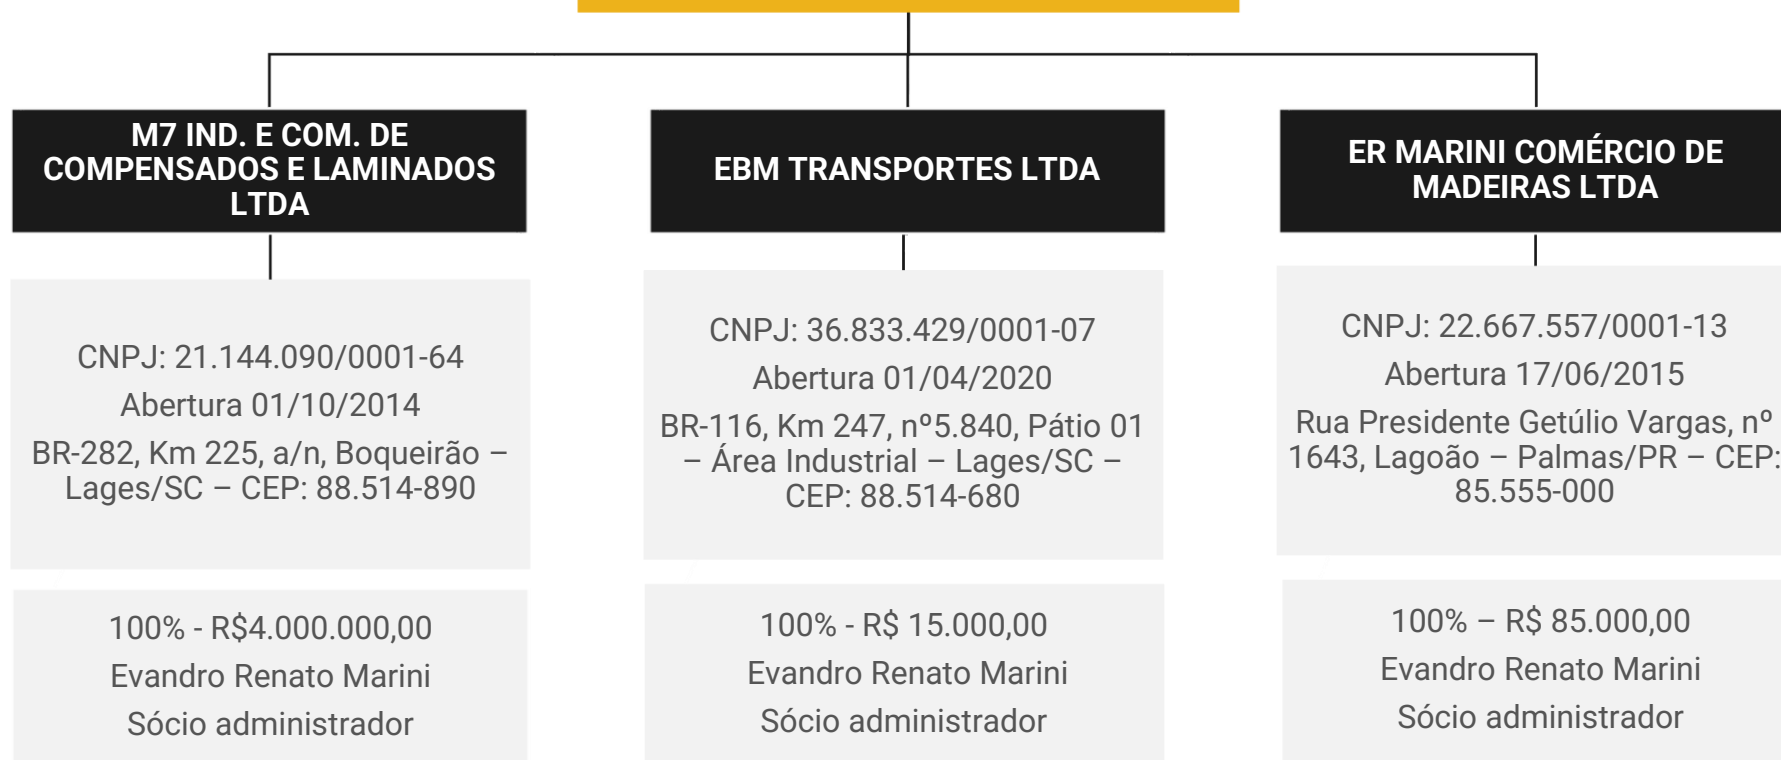 M7 IND. E COM. DE
COMPENSADOS E LAMINADOS
LTDA
CNPJ: 21.144.090/0001-64
Abertura 01/10/2014
BR-282, Km 225, a/n, Boqueirão –
Lages/SC – CEP: 88.514-890
100% - R$4.000.000,00
Evandro Renato Marini
Sócio administrador
EBM TRANSPORTES LTDA
CNPJ: 36.833.429/0001-07
Abertura 01/04/2020
BR-116, Km 247, nº5.840, Pátio 01
– Área Industrial – Lages/SC –
CEP: 88.514-680
100% - R$ 15.000,00
Evandro Renato Marini
Sócio administrador
ER MARINI COMÉRCIO DE
MADEIRAS LTDA
CNPJ: 22.667.557/0001-13
Abertura 17/06/2015
Rua Presidente Getúlio Vargas, nº
1643, Lagoão – Palmas/PR – CEP:
85.555-000
100% – R$ 85.000,00
Evandro Renato Marini
Sócio administrador